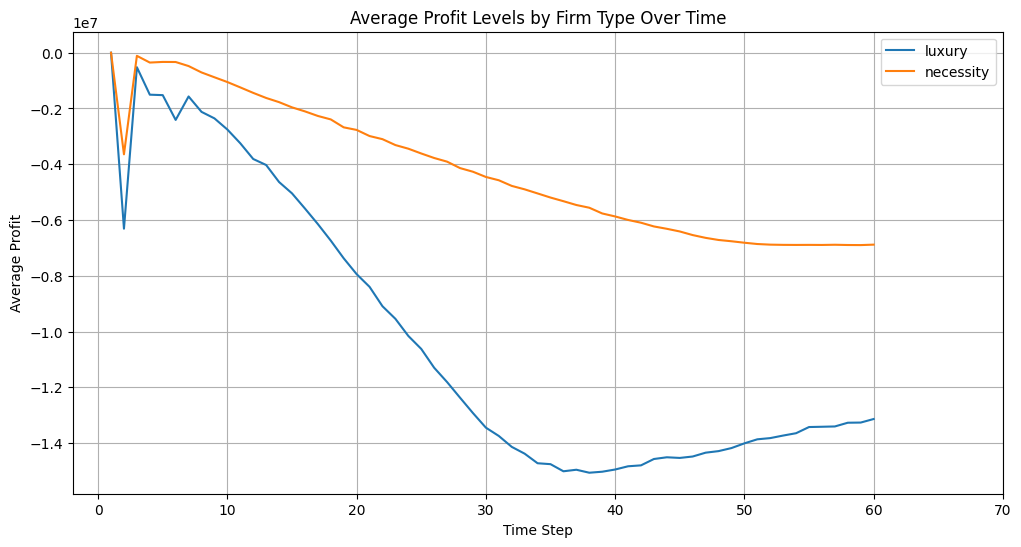 Average Profit Levels by Firm Type Over Time
1e7
luxury
necessity
0.0
−0.2
−0.4
−0.6
−0.8
−1.0
−1.2
−1.4
Average Profit
0 10 20 30 40 50 60 70
Time Step